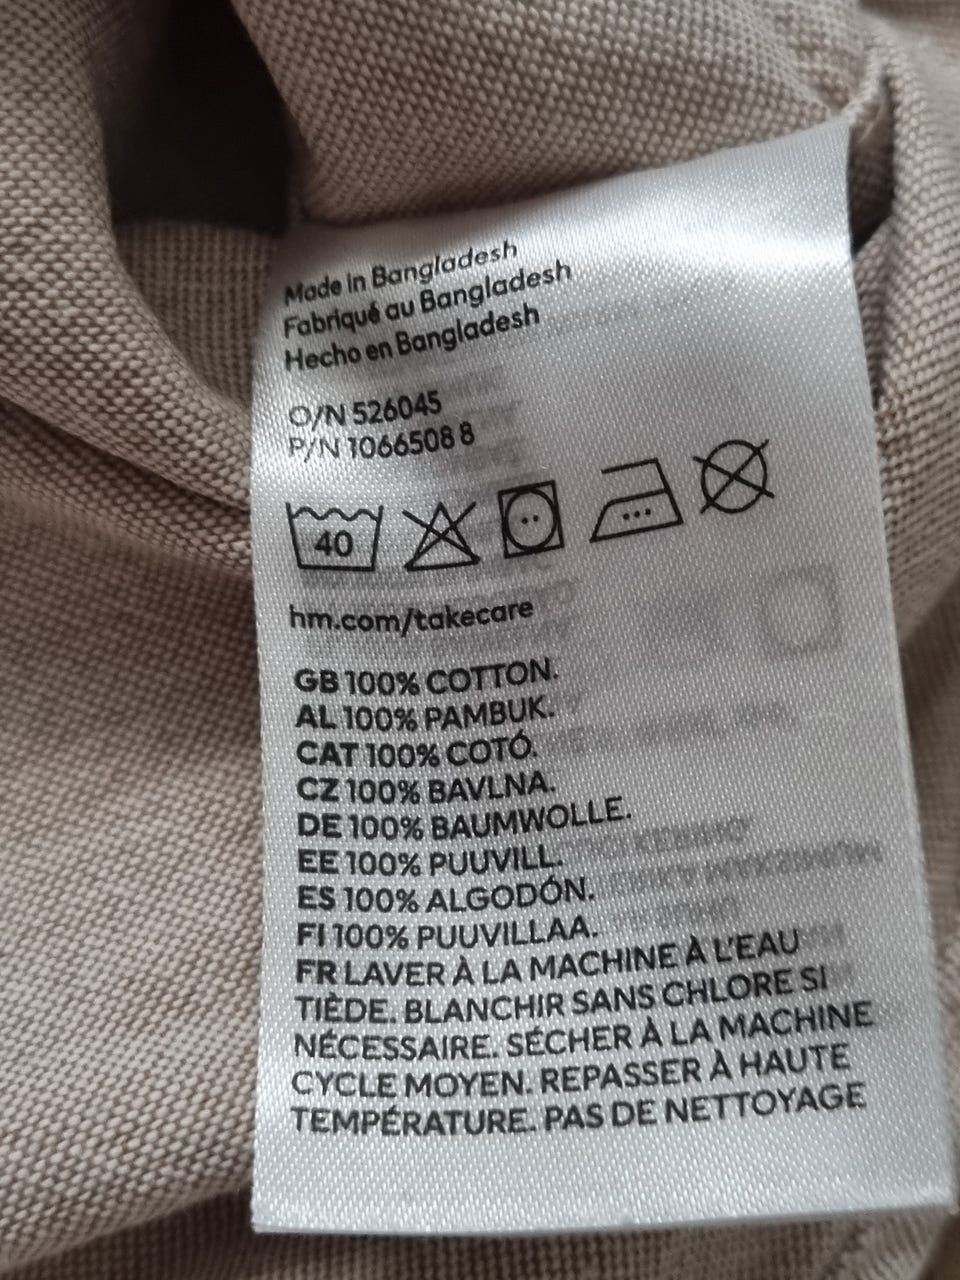 Made in Bangladesh
Fabriqué au Bangladesh
Hecho en Bangladesh
O/N 526045
P/N 1066508 8
40
hm.com/takecare
GB 100% COTTON.
AL 100% PAMBUK.
CAT 100% COTÓ.
CZ 100% BAVLNA.
DE 100% BAUMWOLLE.
EE 100% PUUVILL.
ES 100% ALGODÓN.
FI 100% PUUVILLAA.
FR LAVER À LA MACHINE À L'EAU
TIÈDE. BLANCHIR SANS CHLORE SI
NÉCESSAIRE. SÉCHER À LA MACHINE
CYCLE MOYEN. REPASSER À HAUTE
TEMPÉRATURE. PAS DE NETTOYAGE